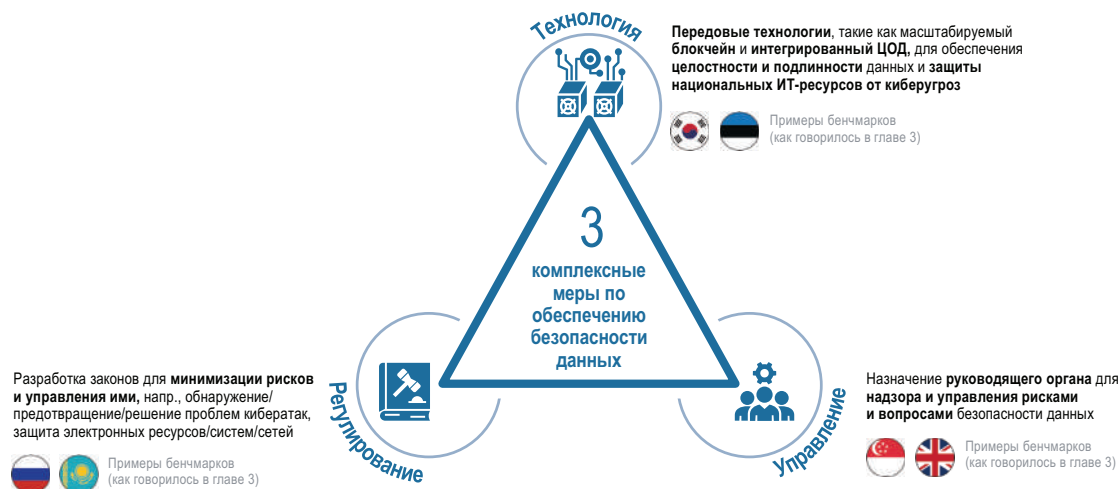 Технология
Передовые технологии, такие как масштабируемый
блокчейн и интегрированный ЦОД, для обеспечения
целостности и подлинности данных и защиты
национальных ИТ-ресурсов от киберугроз
Примеры бенчмарков
(как говорилось в главе 3)
3
комплексные
меры по
обеспечению
безопасности
данных
Разработка законов для минимизации рисков
и управления ими, напр., обнаружение/
предотвращение/решение проблем кибератак,
защита электронных ресурсов/систем/сетей
Примеры бенчмарков
(как говорилось в главе 3)
Регулирование
Управление
Назначение руководящего органа для
надзора и управления рисками
и вопросами безопасности данных
Примеры бенчмарков
(как говорилось в главе 3)